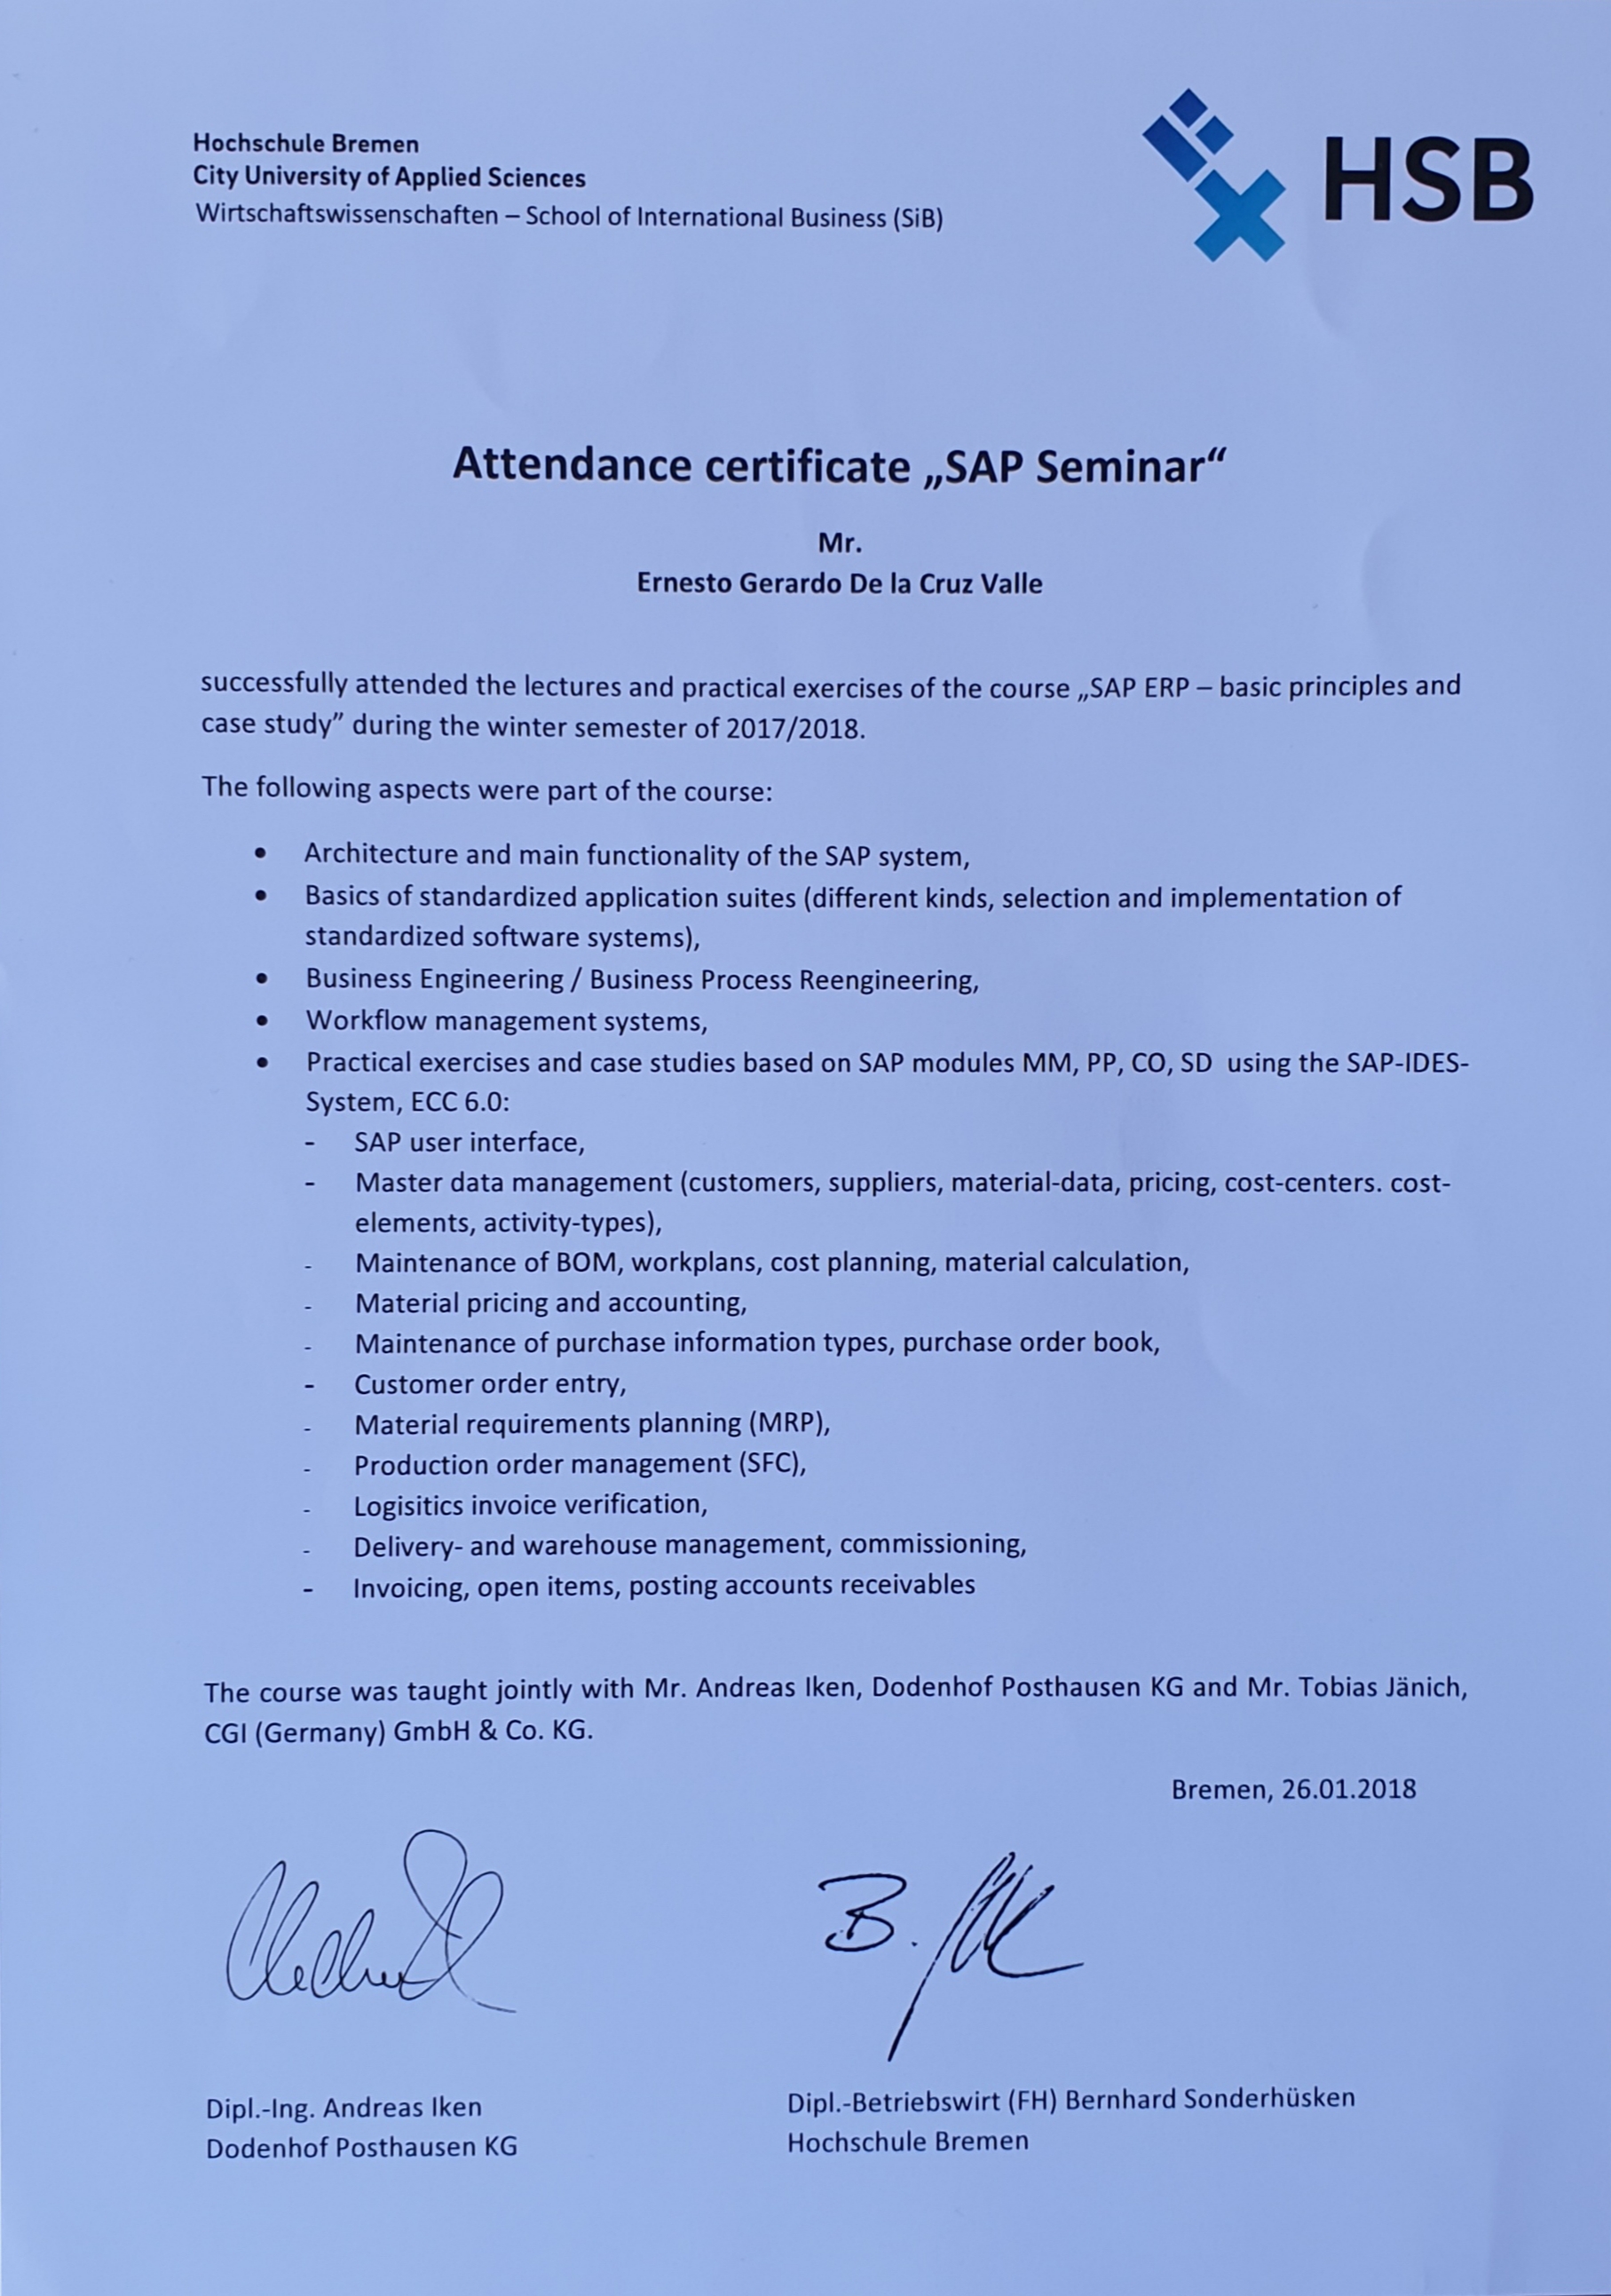 Hochschule Bremen
City University of Applied Sciences
Wirtschaftswissenschaften – School of International Business (SiB)
HSB
Attendance certificate „SAP Seminar“
Mr.
Ernesto Gerardo De la Cruz Valle
successfully attended the lectures and practical exercises of the course „SAP ERP – basic principles and
case study” during the winter semester of 2017/2018.
The following aspects were part of the course:
• Architecture and main functionality of the SAP system,
• Basics of standardized application suites (different kinds, selection and implementation of
standardized software systems),
• Business Engineering / Business Process Reengineering,
• Workflow management systems,
• Practical exercises and case studies based on SAP modules MM, PP, CO, SD using the SAP-IDES-
System, ECC 6.0:
- SAP user interface,
- Master data management (customers, suppliers, material-data, pricing, cost-centers. cost-
elements, activity-types),
- Maintenance of BOM, workplans, cost planning, material calculation,
- Material pricing and accounting,
- Maintenance of purchase information types, purchase order book,
- Customer order entry,
- Material requirements planning (MRP),
- Production order management (SFC),
- Logisitics invoice verification,
- Delivery- and warehouse management, commissioning,
- Invoicing, open items, posting accounts receivables
The course was taught jointly with Mr. Andreas Iken, Dodenhof Posthausen KG and Mr. Tobias Jänich,
CGI (Germany) GmbH & Co. KG.
Bremen, 26.01.2018
Dipl.-Ing. Andreas Iken
Dodenhof Posthausen KG
Dipl.-Betriebswirt (FH) Bernhard Sonderhüsken
Hochschule Bremen